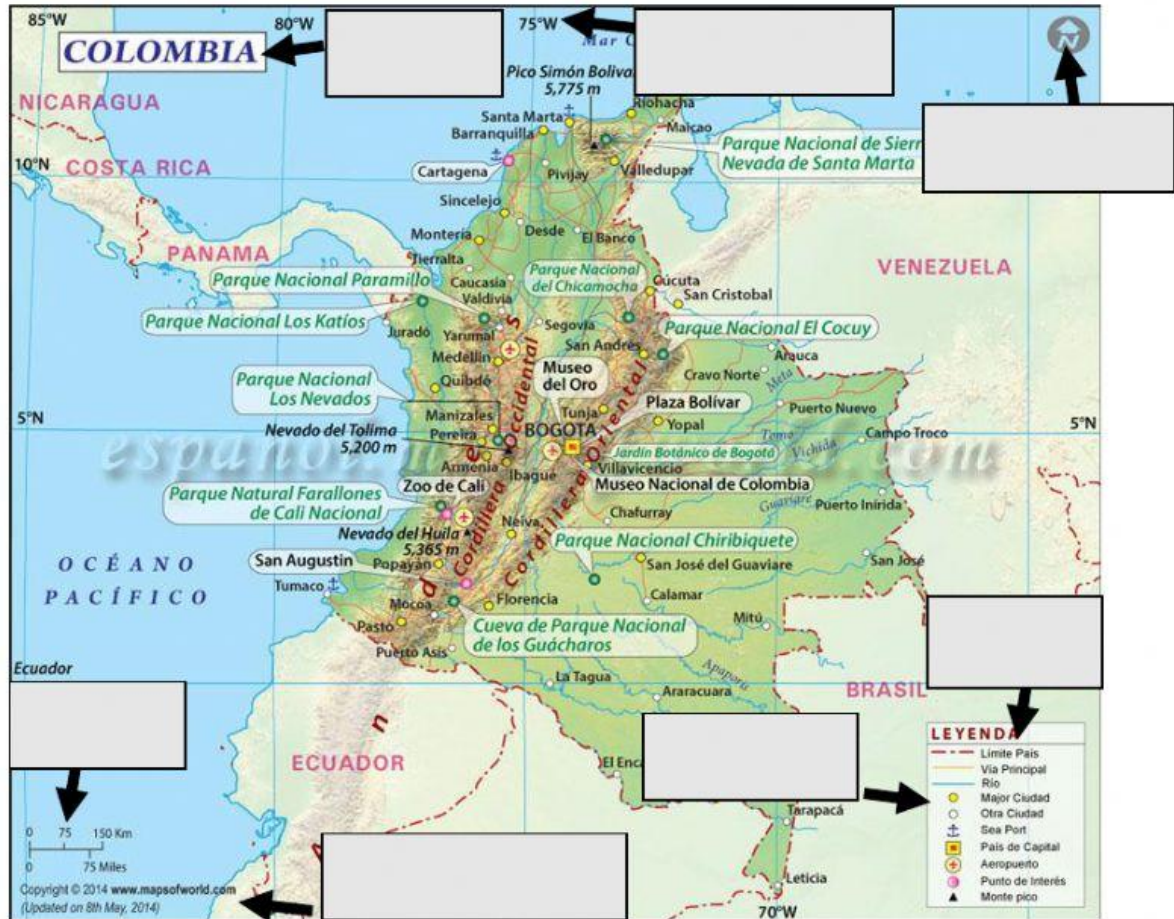 85°W
80°W
75°W
COLOMBIA
Pico Simón Bolivar
5,775 m
Riohacha
NICARAGUA
Santa Marta
Barranquilla
Maicao
COSTA RICA
10°N
Parque Nacional de
Nevada de Santa Marta
Cartagena
Pivijay
Valledupar
Sincelejo
Desde
El Banco
Montería
PANAMA
Tierralta
VENEZUELA
Parque Nacional Paramillo
Caucasia
Parque Nacional
del Chicamocha
Cúcuta
Valdivia
San Cristobal
Parque Nacional Los Katíos
Jurado
Yarumal
Segovia
Parque Nacional El Cocuy
Medellín
San Andrés
Arauca
Museo
del Oro
Cravo Norte
Parque Nacional
Los Nevados
Quibdó
Meta
Manizales
Tunja
Plaza Bolívar
Puerto Nuevo
5°N
Nevado del Tolima
5,200 m
Pereira
BOGOTA
Yopal
5°N
Campo Troco
Tomo
Vichida
Jardín Botánico de Bogotá
Armenia
Ibague
Villavicencio
Zoo de Cali
Museo Nacional de Colombia
Parque Natural Farallones
de Cali Nacional
Guaviare
Puerto Inirida
Chafurray
Nevado del Huila
5,365 m
Neiva
Parque Nacional Chiribiquete
OCÉANO
PACÍFICO
San Augustin
Popayán
San José del Guaviare
San José
Tumaco
Calamar
Mocoa
Florencia
Mitú
Pasto
Cueva de Parque Nacional
de los Guácharos
Puerto Asis
Cordillera Occidental
Cordillera Oriental
Ecuador
La Tagua
Apaporis
Araracuara
BRASIL
ECUADOR
LEYENDA
Límite País
Vía Principal
Río
Major Ciudad
Otra Ciudad
Sea Port
País de Capital
Aeropuerto
Punto de Interés
Monte pico
Tarapacá
0 75 150 Km
0 75 Miles
Leticia
Copyright © 2014 www.mapsofworld.com
(Updated on 8th May, 2014)
70°W